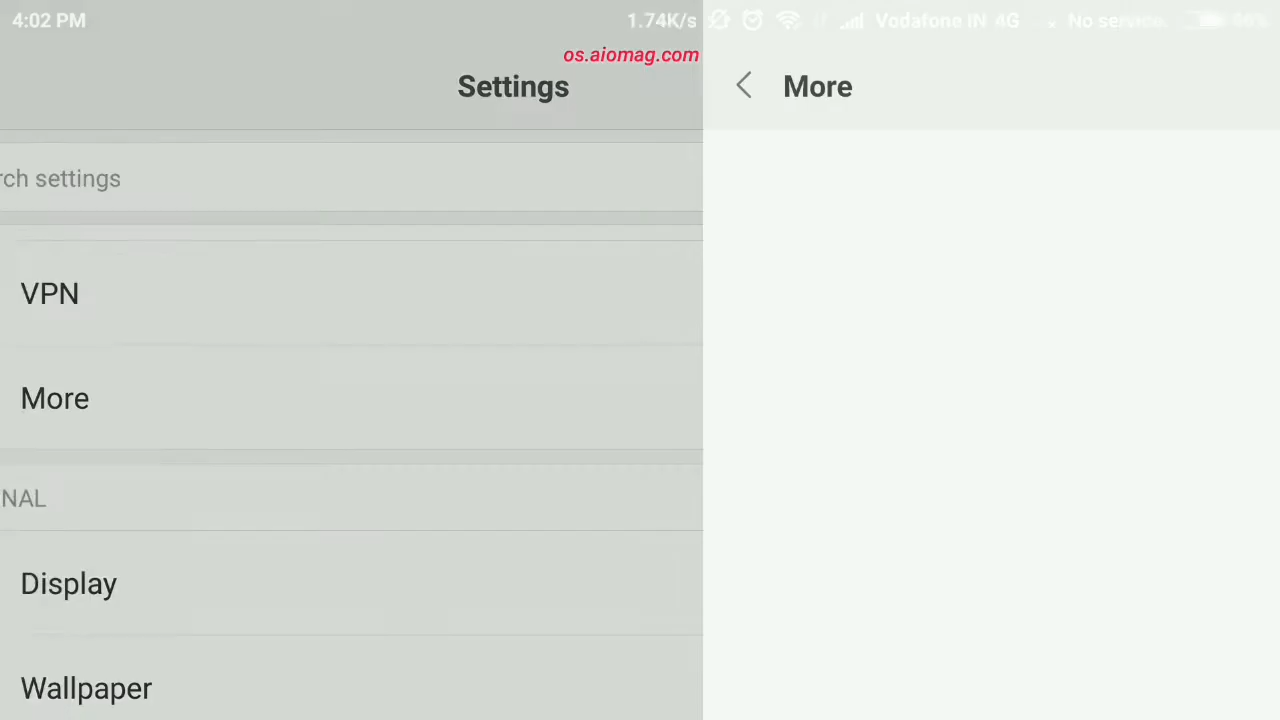 4:02 PM 1.74K/s Vodafone IN 4G No service.
os.aiomag.com
Settings
More
rch settings
VPN
More
NAL
Display
Wallpaper